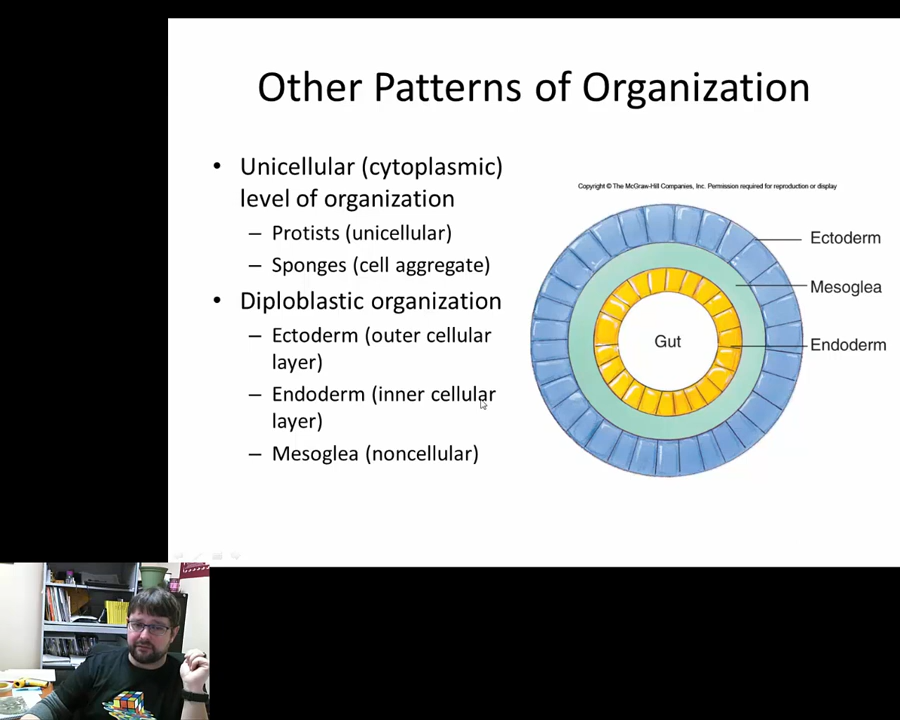 Other Patterns of Organization
• Unicellular (cytoplasmic)
level of organization
– Protists (unicellular)
– Sponges (cell aggregate)
• Diploblastic organization
– Ectoderm (outer cellular
layer)
– Endoderm (inner cellular
layer)
– Mesoglea (noncellular)
Copyright © The McGraw-Hill Companies, Inc. Permission required for reproduction or display
Ectoderm
Mesoglea
Endoderm
Gut